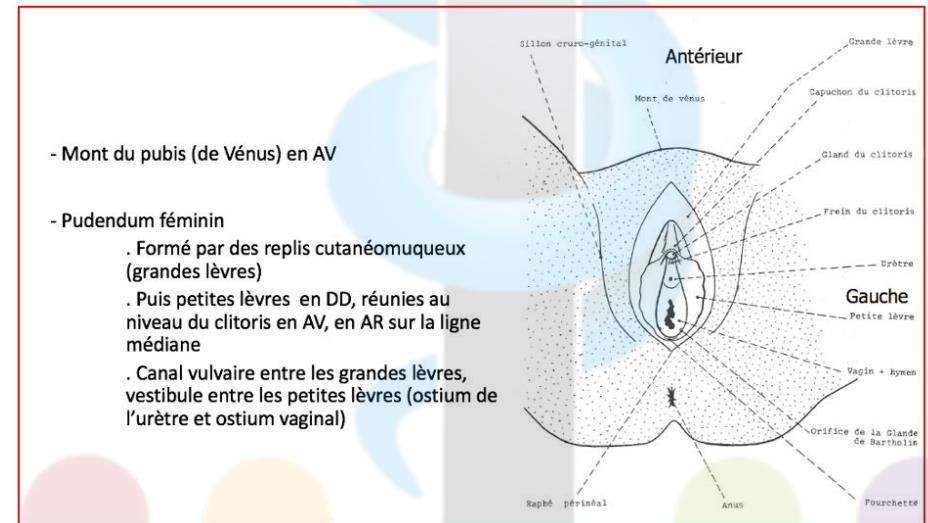 - Mont du pubis (de Vénus) en AV
- Pudendum féminin
. Formé par des replis cutanéomuqueux
(grandes lèvres)
. Puis petites lèvres en DD, réunies au
niveau du clitoris en AV, en AR sur la ligne
médiane
. Canal vulvaire entre les grandes lèvres,
vestibule entre les petites lèvres (ostium de
l'urètre et ostium vaginal)
Sillon cruro-génital
Antérieur
Mont de vénus
Grande lèvre
Capuchon du clitoris
Gland du clitoris
Frein du clitoris
Urètre
Gauche
Petite lèvre
Vagin + hymen
Orifice de la Glande
de Bartholin
Fourchette
Raphé périnéal
Anus